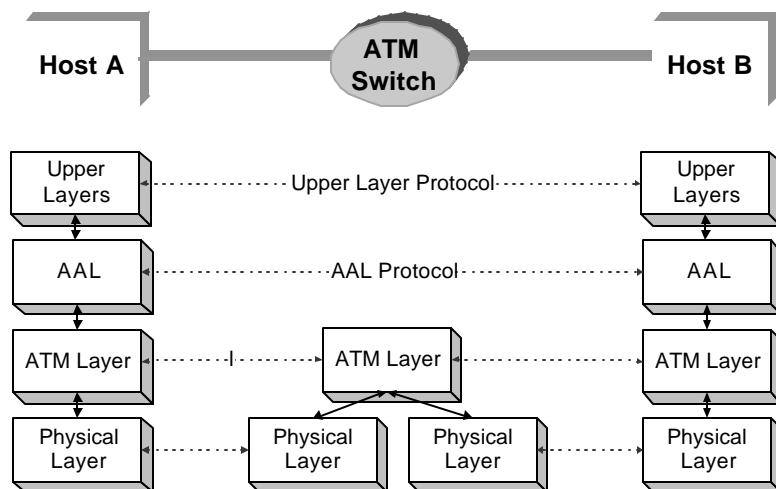 Host A
ATM
Switch
Host B
Upper
Layers
Upper Layer Protocol
Upper
Layers
AAL
AAL Protocol
AAL
ATM Layer
l
ATM Layer
ATM Layer
Physical
Layer
Physical
Layer
Physical
Layer
Physical
Layer